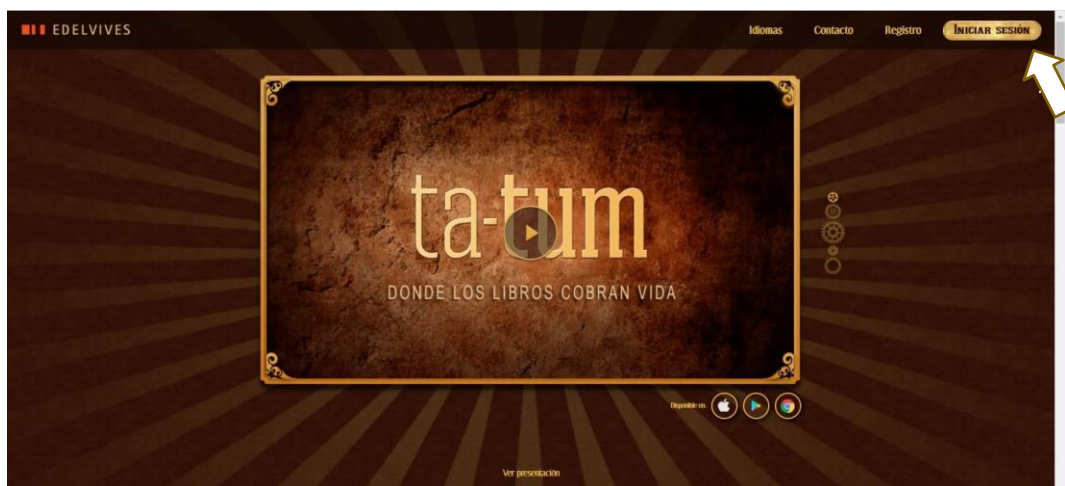 EDELVIVES
Idiomas Contacto Registro INICIAR SESIÓN
ta-tum
DONDE LOS LIBROS COBRAN VIDA
Disponible en:
Ver presentación